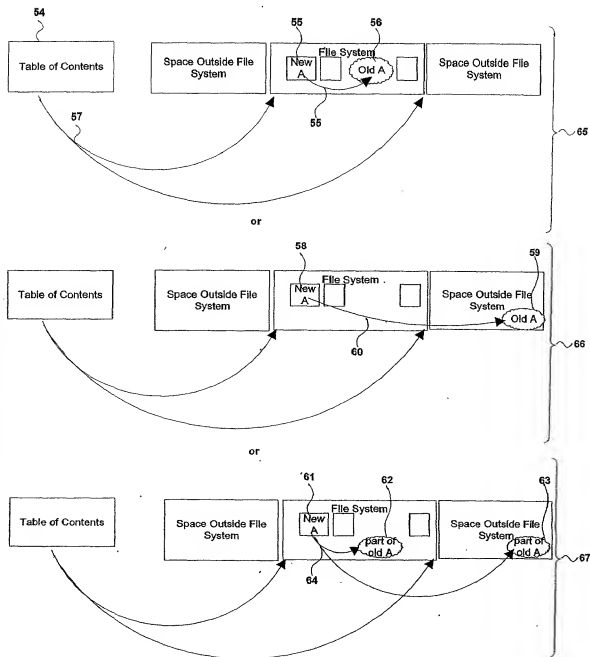 54
Table of Contents
Space Outside File
System
File System
55
56
New
A
Old A
Space Outside File
System
55
57
65
or
58
59
Table of Contents
Space Outside File
System
File System
New
A
Space Outside File
System
Old A
60
66
or
61
62
63
Table of Contents
Space Outside File
System
File System
New
A
part of
old A
Space Outside File
System
part of
old A
64
67